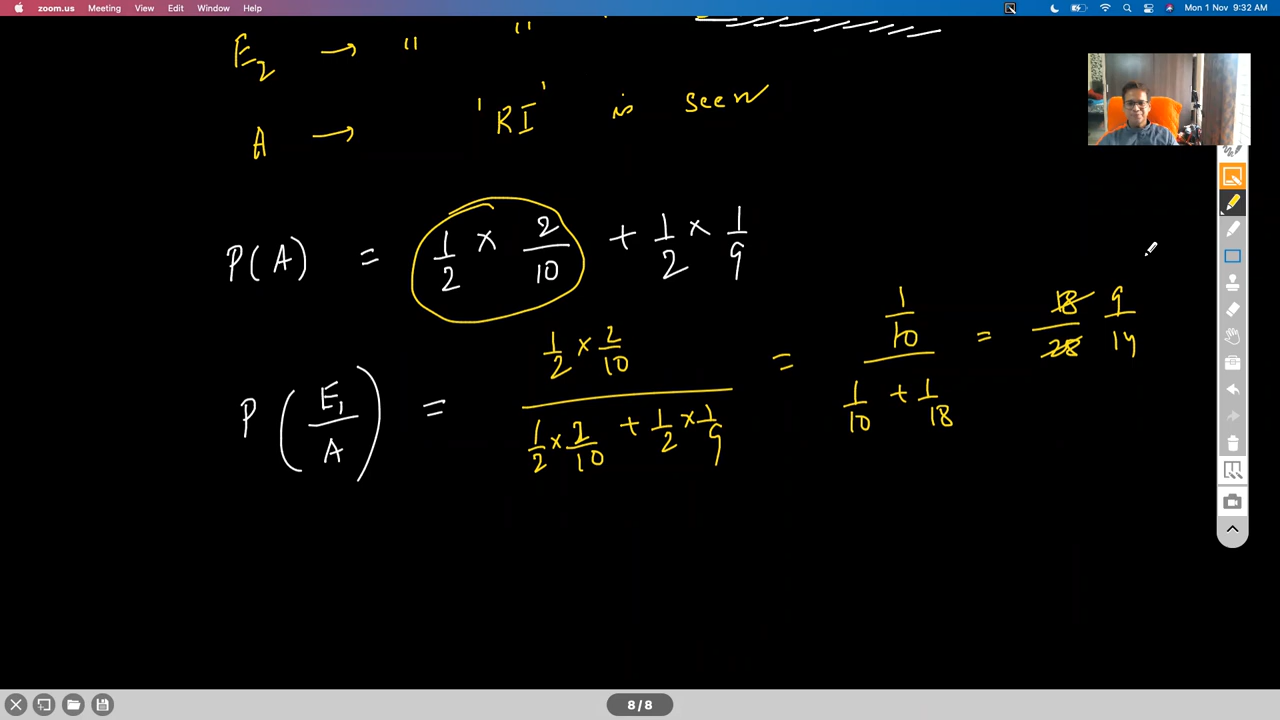 zoom.us Meeting View Edit Window Help Mon 1 Nov 9:32 AM
E₂ → " "
A → 'RI' is seen
P(A) = 1/2 × 2/10 + 1/2 × 1/9
P(E₁/A) = (1/2 × 2/10)/(1/2 × 2/10 + 1/2 × 1/9) = (1/10)/(1/10 + 1/18) = 18/28 9/14
8/8